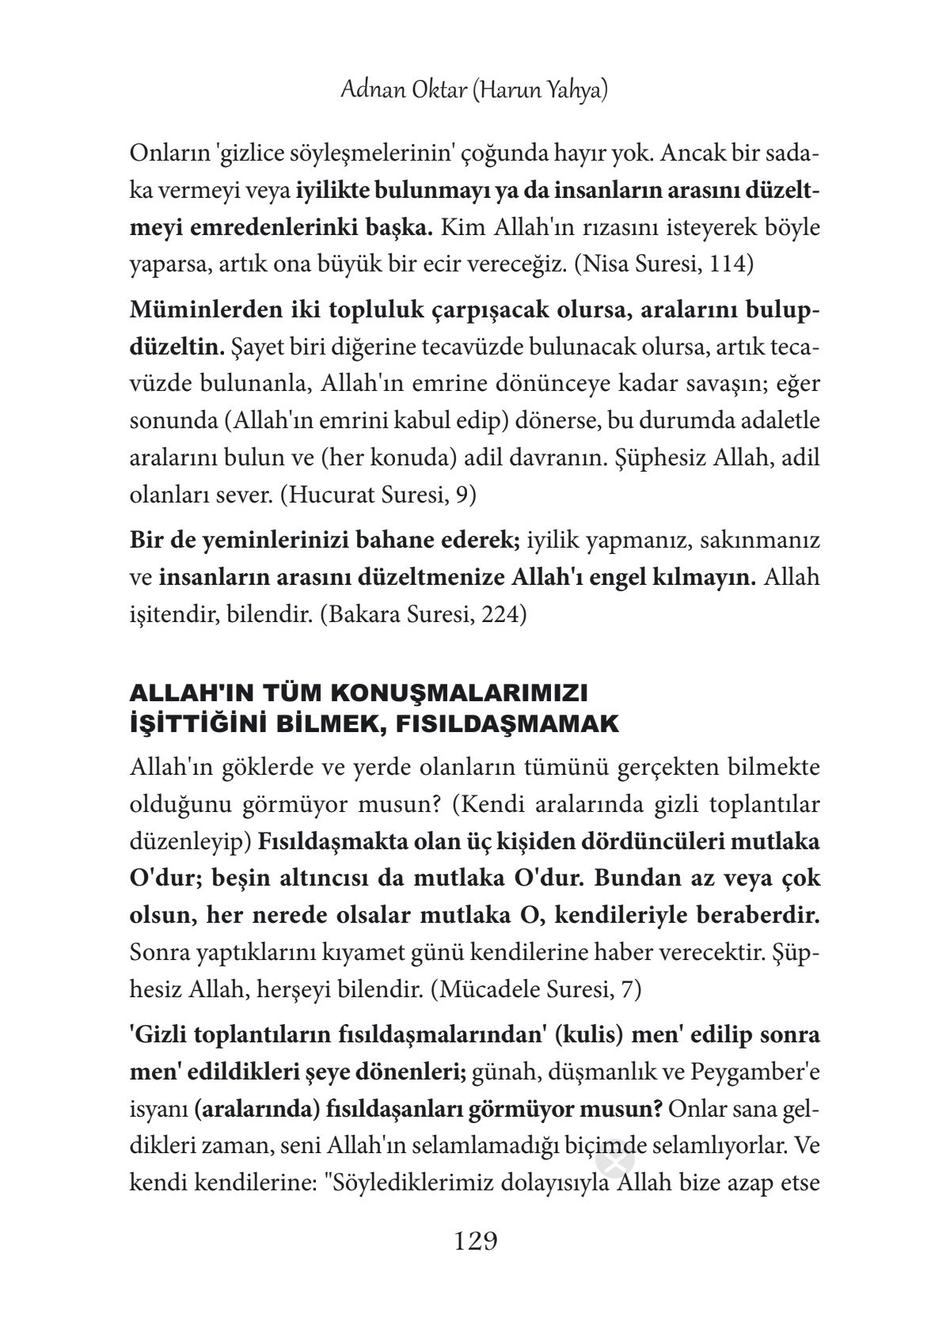 Adnan Oktar (Harun Yahya)
Onların 'gizlice söyleşmelerinin' çoğunda hayır yok. Ancak bir sada-
ka vermeyi veya iyilikte bulunmayı ya da insanların arasını düzelt-
meyi emredenlerinki başka. Kim Allah'ın rızasını isteyerek böyle
yaparsa, artık ona büyük bir ecir vereceğiz. (Nisa Suresi, 114)
Müminlerden iki topluluk çarpışacak olursa, aralarını bulup-
düzeltin. Şayet biri diğerine tecavüzde bulunacak olursa, artık teca-
vüzde bulunanla, Allah'ın emrine dönünceye kadar savaşın; eğer
sonunda (Allah'ın emrini kabul edip) dönerse, bu durumda adaletle
aralarını bulun ve (her konuda) adil davranın. Şüphesiz Allah, adil
olanları sever. (Hucurat Suresi, 9)
Bir de yeminlerinizi bahane ederek; iyilik yapmanız, sakınmanız
ve insanların arasını düzeltmenize Allah'ı engel kılmayın. Allah
işitendir, bilendir. (Bakara Suresi, 224)
ALLAH'IN TÜM KONUŞMALARIMIZI
İŞİTTİĞİNİ BİLMEK, FISILDAŞMAMAK
Allah'ın göklerde ve yerde olanların tümünü gerçekten bilmekte
olduğunu görmüyor musun? (Kendi aralarında gizli toplantılar
düzenleyip) Fısıldaşmakta olan üç kişiden dördüncüleri mutlaka
O'dur; beşin altıncısı da mutlaka O'dur. Bundan az veya çok
olsun, her nerede olsalar mutlaka O, kendileriyle beraberdir.
Sonra yaptıklarını kıyamet günü kendilerine haber verecektir. Şüp-
hesiz Allah, herşeyi bilendir. (Mücadele Suresi, 7)
'Gizli toplantıların fısıldaşmalarından' (kulis) men' edilip sonra
men' edildikleri şeye dönenleri; günah, düşmanlık ve Peygamber'e
isyanı (aralarında) fısıldaşanları görmüyor musun? Onlar sana gel-
dikleri zaman, seni Allah'ın selamlamadığı biçimde selamlıyorlar. Ve
kendi kendilerine: "Söylediklerimiz dolayısıyla Allah bize azap etse
129